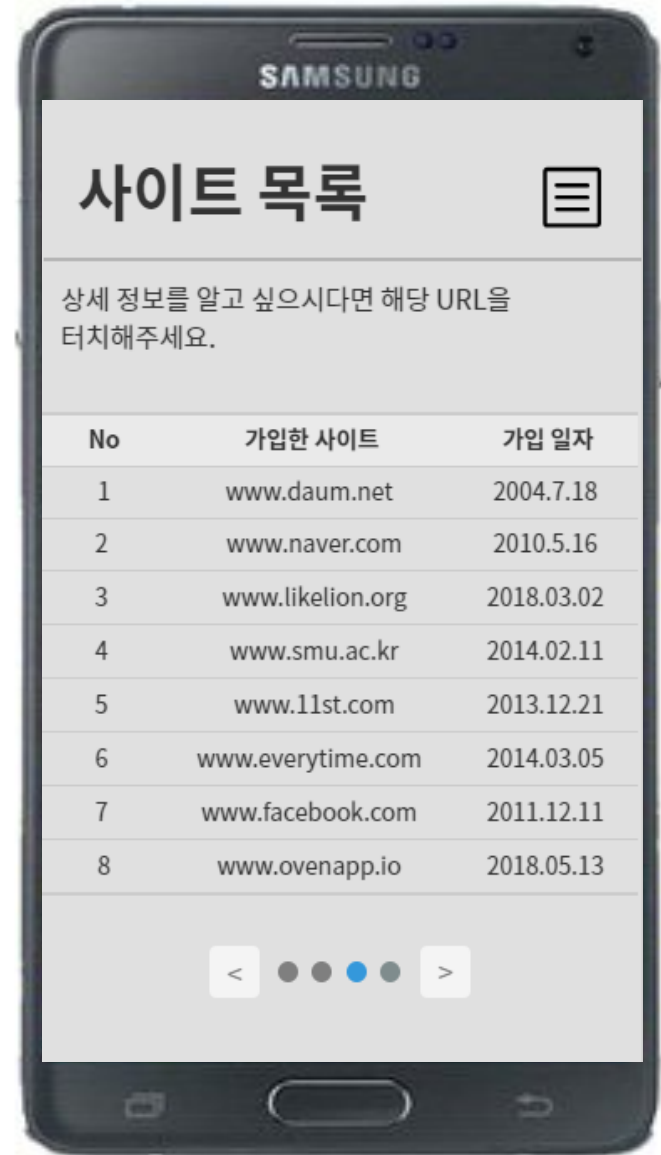 SAMSUNG
사이트 목록
상세 정보를 알고 싶으시다면 해당 URL을
터치해주세요.
No 가입한 사이트 가입 일자
1 www.daum.net 2004.7.18
2 www.naver.com 2010.5.16
3 www.likelion.org 2018.03.02
4 www.smu.ac.kr 2014.02.11
5 www.11st.com 2013.12.21
6 www.everytime.com 2014.03.05
7 www.facebook.com 2011.12.11
8 www.ovenapp.io 2018.05.13
< >